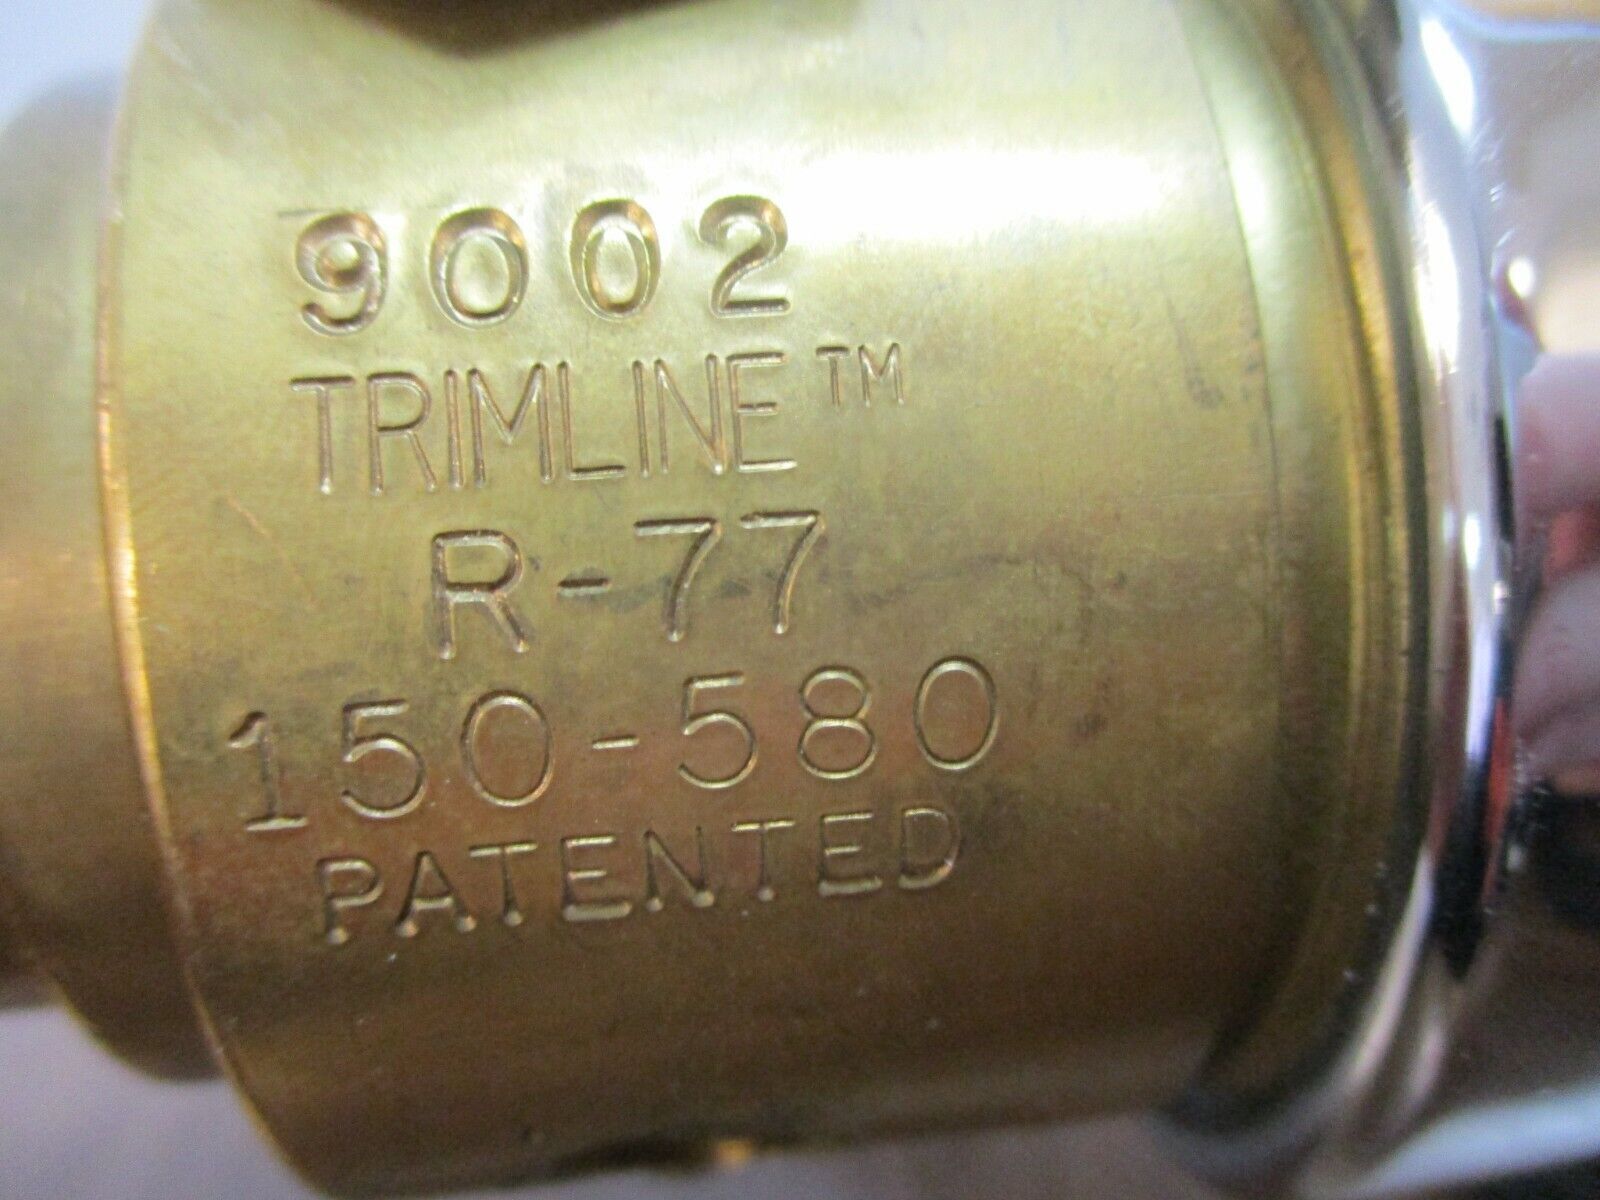 9002
TRIMLINE™
R-77
150-580
PATENTED